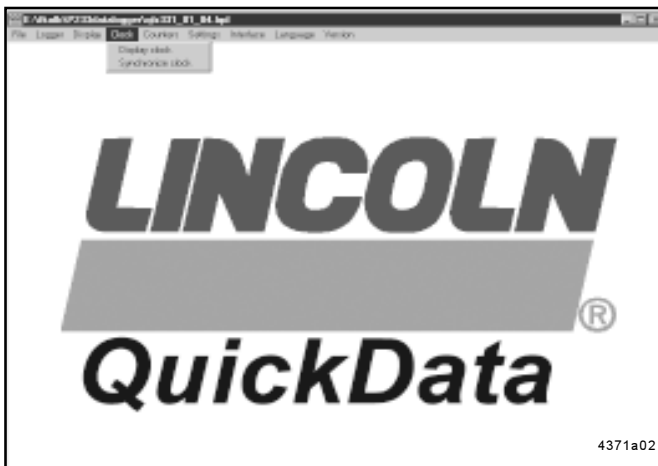 File Logger Display Clock Counters Settings Interface Language Version
Display clock
Synchronize clock
LINCOLN
®
QuickData
4371a02